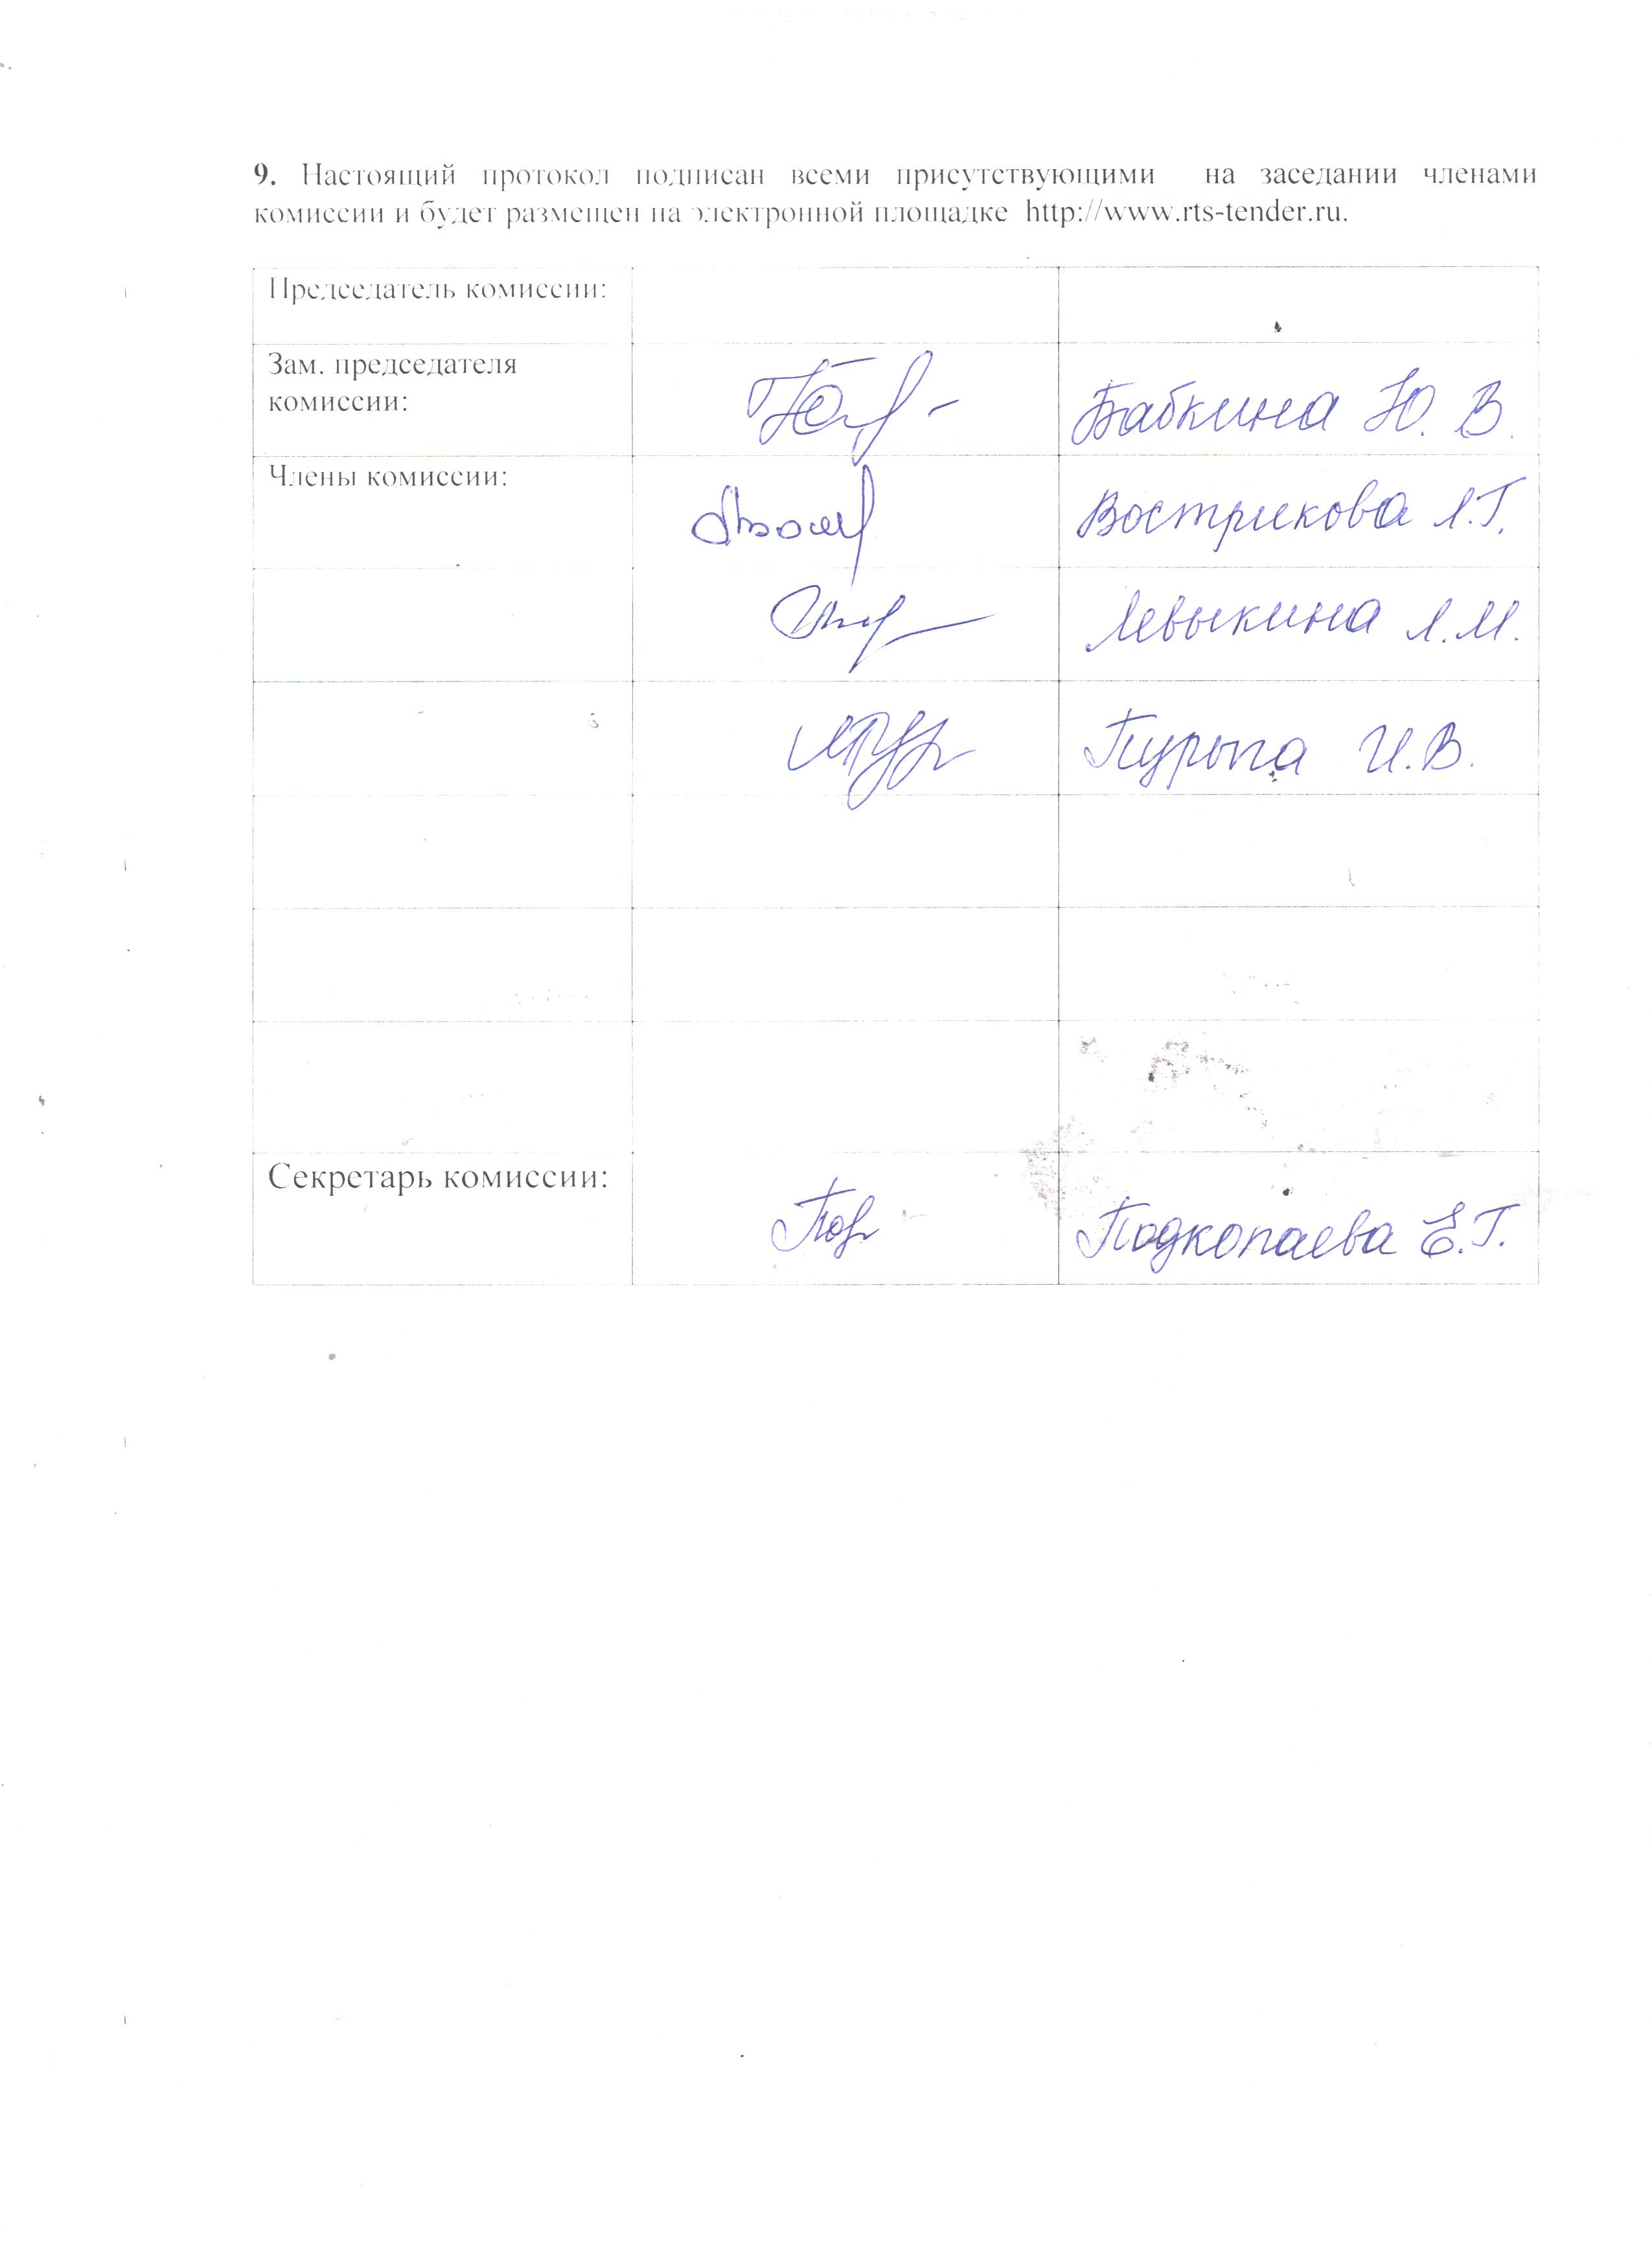 9. Настоящий протокол подписан всеми присутствующими на заседании членами
комиссии и будет размещен на электронной площадке http://www.rts-tender.ru.
Председатель комиссии:
Зам. председателя
комиссии:
Бабкина Ю. В.
Члены комиссии:
Вострикова Л.Г.
Левыкина Л.М.
Пурыга И.В.
Секретарь комиссии:
Подкопаева Е.Г.